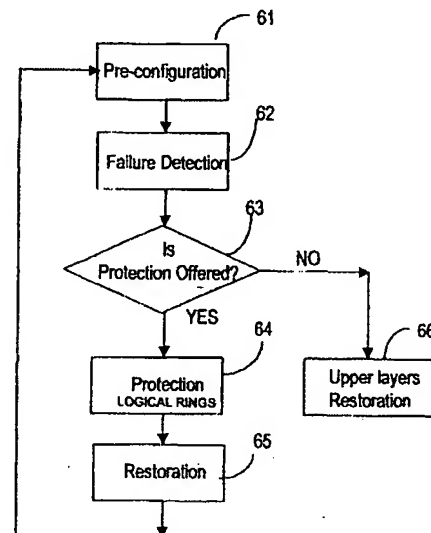 61
Pre-configuration
62
Failure Detection
63
Is
Protection Offered?
NO
YES
64
Protection
LOGICAL RINGS
66
Upper layers
Restoration
65
Restoration